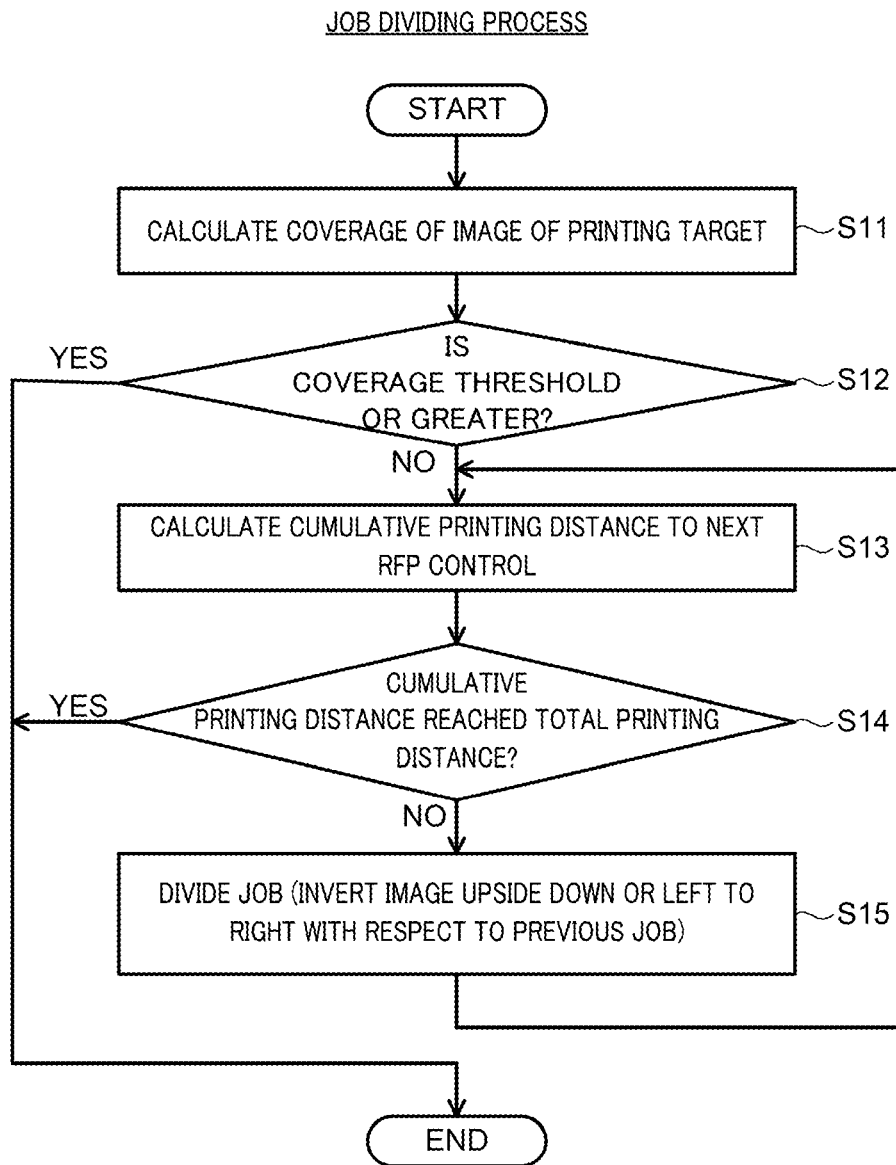 JOB DIVIDING PROCESS
START
CALCULATE COVERAGE OF IMAGE OF PRINTING TARGET
S11
YES
IS
COVERAGE THRESHOLD
OR GREATER?
S12
NO
CALCULATE CUMULATIVE PRINTING DISTANCE TO NEXT
RFP CONTROL
S13
YES
CUMULATIVE
PRINTING DISTANCE REACHED TOTAL PRINTING
DISTANCE?
S14
NO
DIVIDE JOB (INVERT IMAGE UPSIDE DOWN OR LEFT TO
RIGHT WITH RESPECT TO PREVIOUS JOB)
S15
END